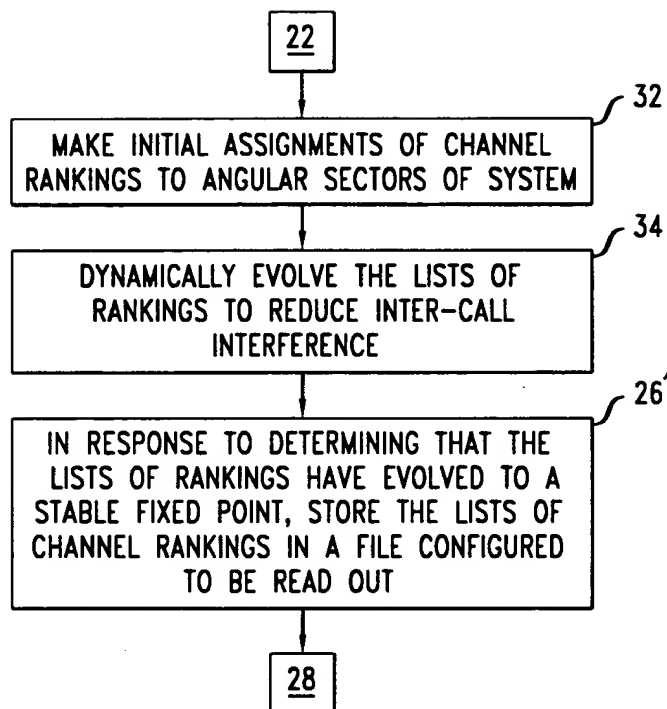 22
32
MAKE INITIAL ASSIGNMENTS OF CHANNEL
RANKINGS TO ANGULAR SECTORS OF SYSTEM
34
DYNAMICALLY EVOLVE THE LISTS OF
RANKINGS TO REDUCE INTER-CALL
INTERFERENCE
26'
IN RESPONSE TO DETERMINING THAT THE
LISTS OF RANKINGS HAVE EVOLVED TO A
STABLE FIXED POINT, STORE THE LISTS OF
CHANNEL RANKINGS IN A FILE CONFIGURED
TO BE READ OUT
28